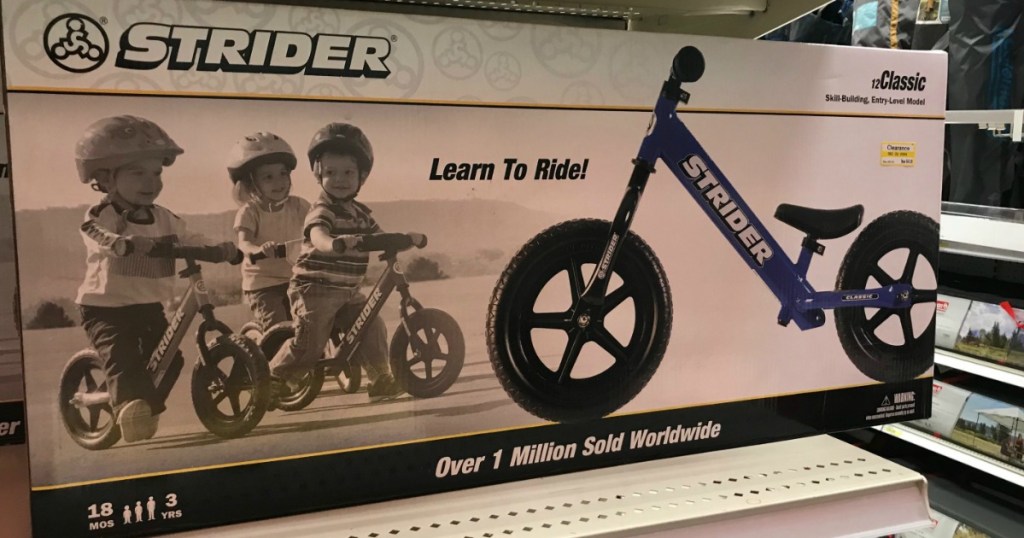 STRIDER
12Classic
Skill-Building, Entry-Level Model
Clearance
Learn To Ride!
STRIDER
STRIDER
CLASSIC
STRIDER
STRIDER
Over 1 Million Sold Worldwide
WARNING:
18 MOS
3 YRS